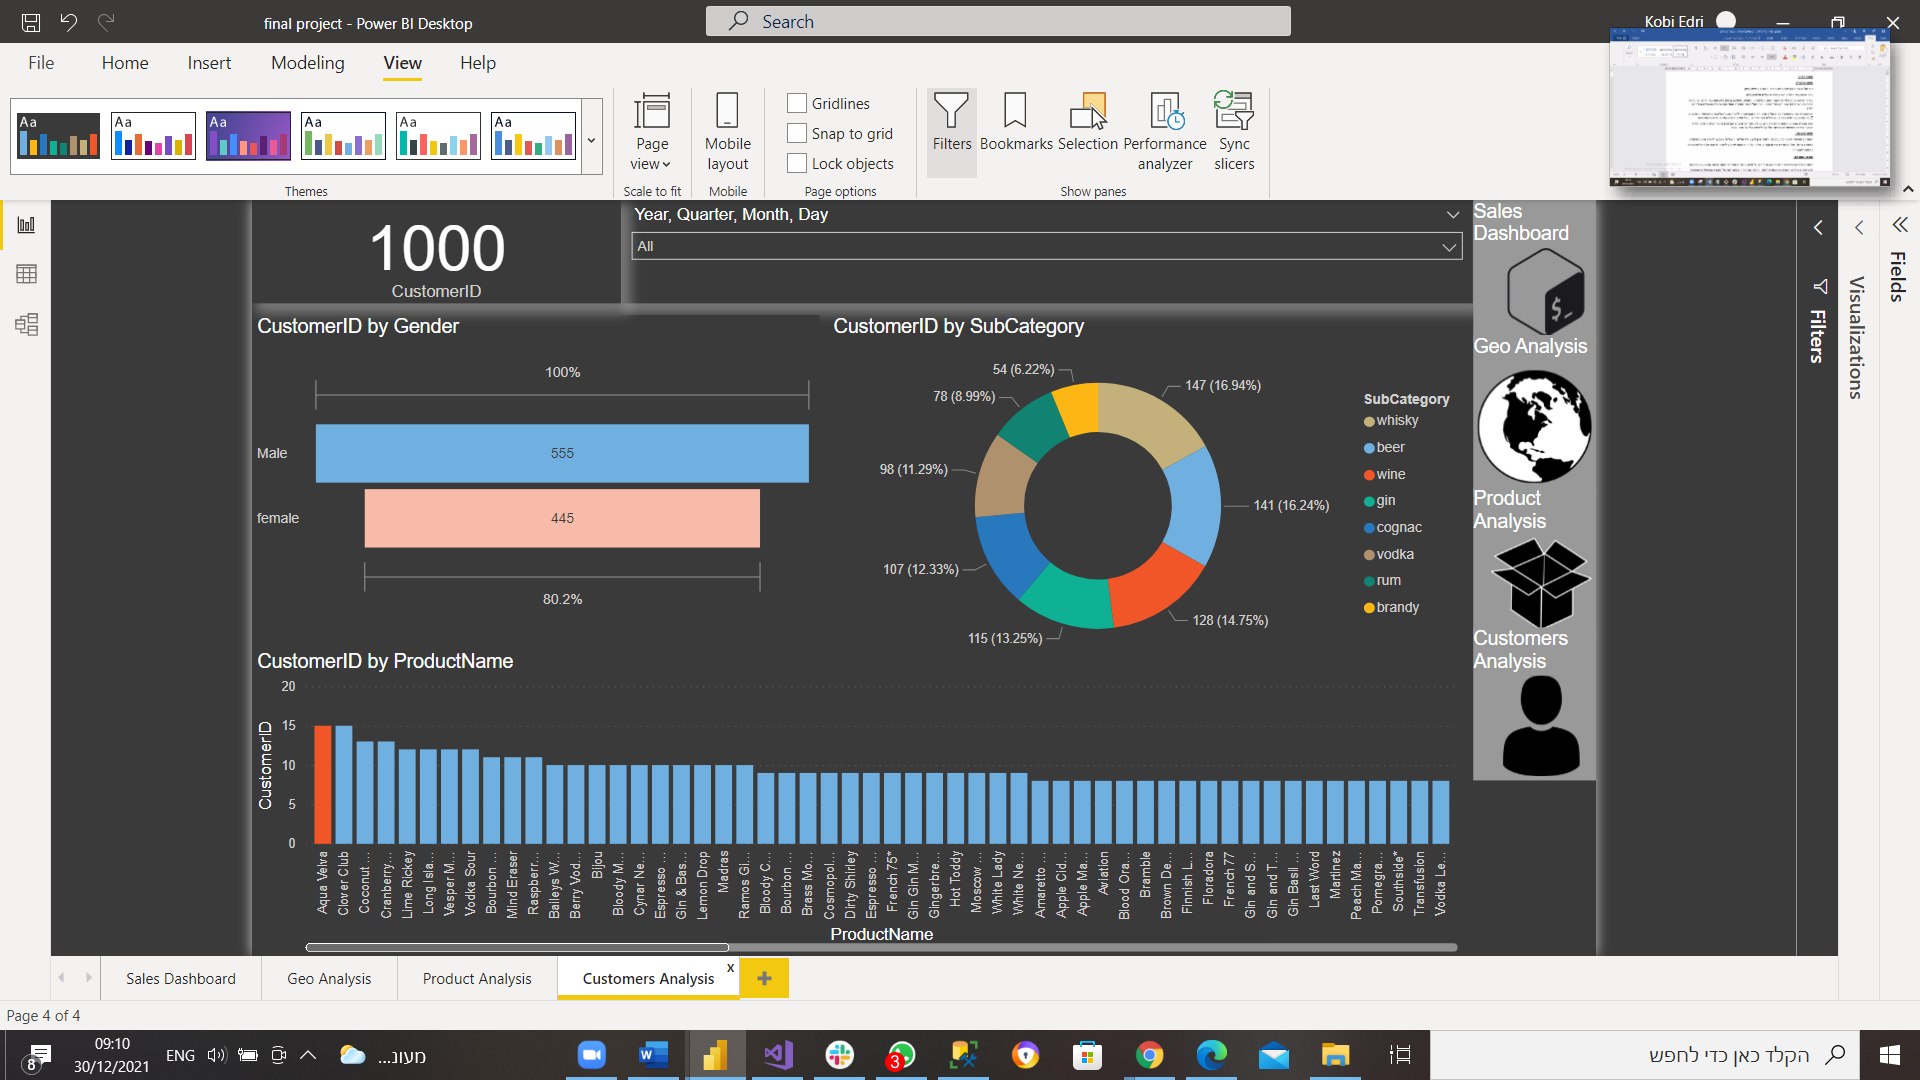 final project - Power BI Desktop
Search
Kobi Edri
File
Home
Insert
Modeling
View
Help
Aa
Aa
Aa
Aa
Aa
Aa
Themes
Page view
Scale to fit
Mobile layout
Mobile
Gridlines
Snap to grid
Lock objects
Page options
Filters
Bookmarks
Selection
Performance analyzer
Sync slicers
Show panes
1000
CustomerID
Year, Quarter, Month, Day
All
Sales
Dashboard
Geo Analysis
Product
Analysis
Customers
Analysis
Filters
Visualizations
Fields
CustomerID by Gender
100%
Male
555
female
445
80.2%
CustomerID by SubCategory
54 (6.22%)
147 (16.94%)
78 (8.99%)
98 (11.29%)
141 (16.24%)
107 (12.33%)
128 (14.75%)
115 (13.25%)
SubCategory
whisky
beer
wine
gin
cognac
vodka
rum
brandy
CustomerID by ProductName
CustomerID
20
15
10
5
0
Aqua Velva
Clover Club
Coconut ...
Cranberry...
Lime Rickey
Long Isla...
Vesper M...
Vodka Sour
Bourbon ...
Mind Eraser
Raspberr...
Baileys W...
Berry Vod...
Bijou
Bloody M...
Cynar Ne...
Espresso ...
Gin & Bas...
Lemon Drop
Madras
Ramos Gi...
Bloody C...
Bourbon ...
Brass Mo...
Cosmopol...
Dirty Shirley
Espresso ...
French 75*
Gin Gin M...
Gingerbre...
Hot Toddy
Moscow ...
White Lady
White Ne...
Amaretto ...
Apple Cid...
Apple Ma...
Aviation
Blood Ora...
Bramble
Brown De...
Finnish L...
Floradora
French 77
Gin and S...
Gin and T...
Gin Basil ...
Last Word
Martinez
Peach Ma...
Pomegra...
Southside*
Transfusion
Vodka Le...
ProductName
Sales Dashboard
Geo Analysis
Product Analysis
Customers Analysis
x
Page 4 of 4
8
09:10
30/12/2021
ENG
מעונ...
3
הקלד כאן כדי לחפש